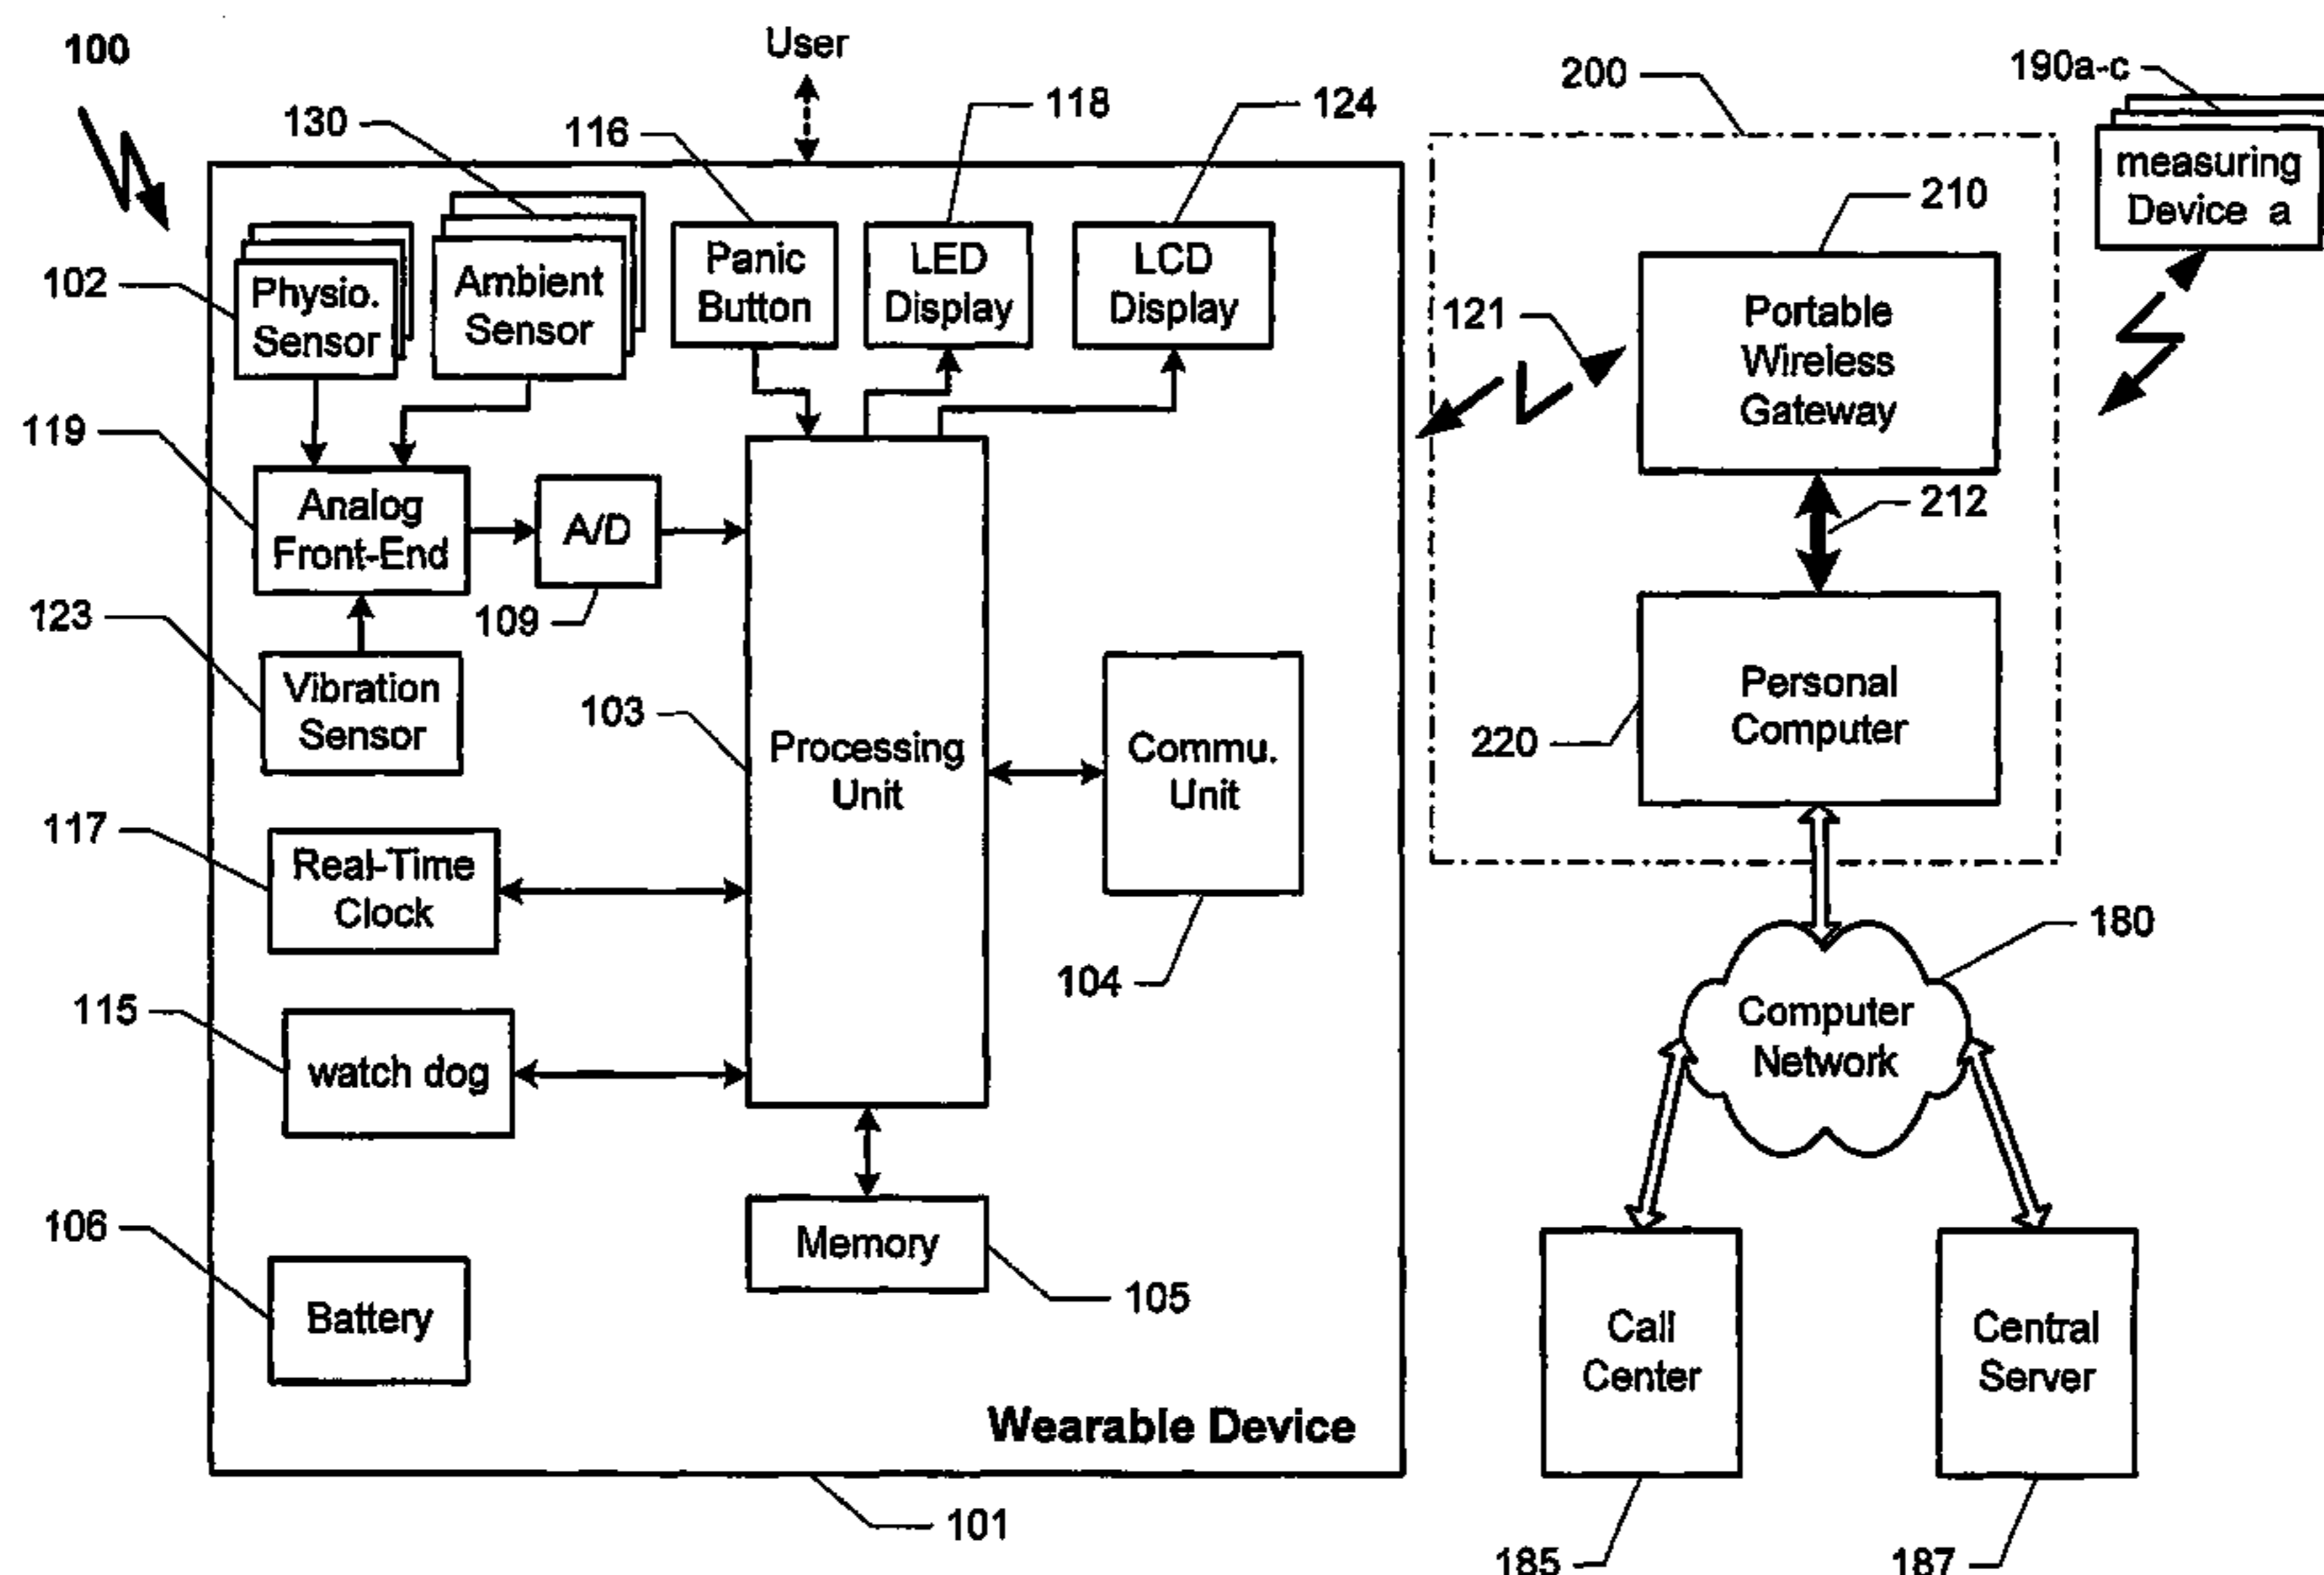 100
User
200
190a-c
130
116
118
124
measuring
Device a
210
102
Physio.
Sensor
Ambient
Sensor
Panic
Button
LED
Display
LCD
Display
121
Portable
Wireless
Gateway
119
Analog
Front-End
A/D
109
212
123
Vibration
Sensor
103
Processing
Unit
Commu.
Unit
104
220
Personal
Computer
117
Real-Time
Clock
180
Computer
Network
115
watch dog
106
Battery
Memory
105
Call
Center
Central
Server
Wearable Device
101
185
187